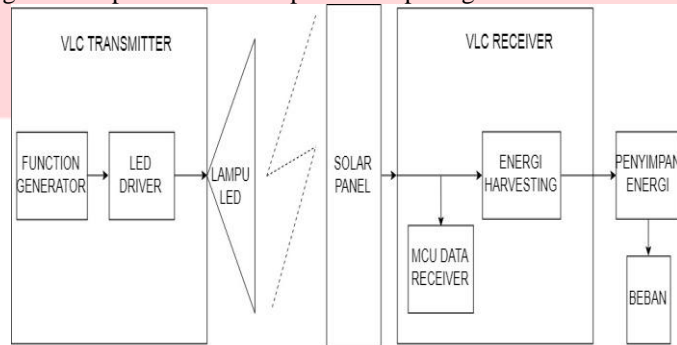 VLC TRANSMITTER
FUNCTION
GENERATOR
LED
DRIVER
LAMPU
LED
SOLAR
PANEL
VLC RECEIVER
ENERGI
HARVESTING
MCU DATA
RECEIVER
PENYIMPAN
ENERGI
BEBAN